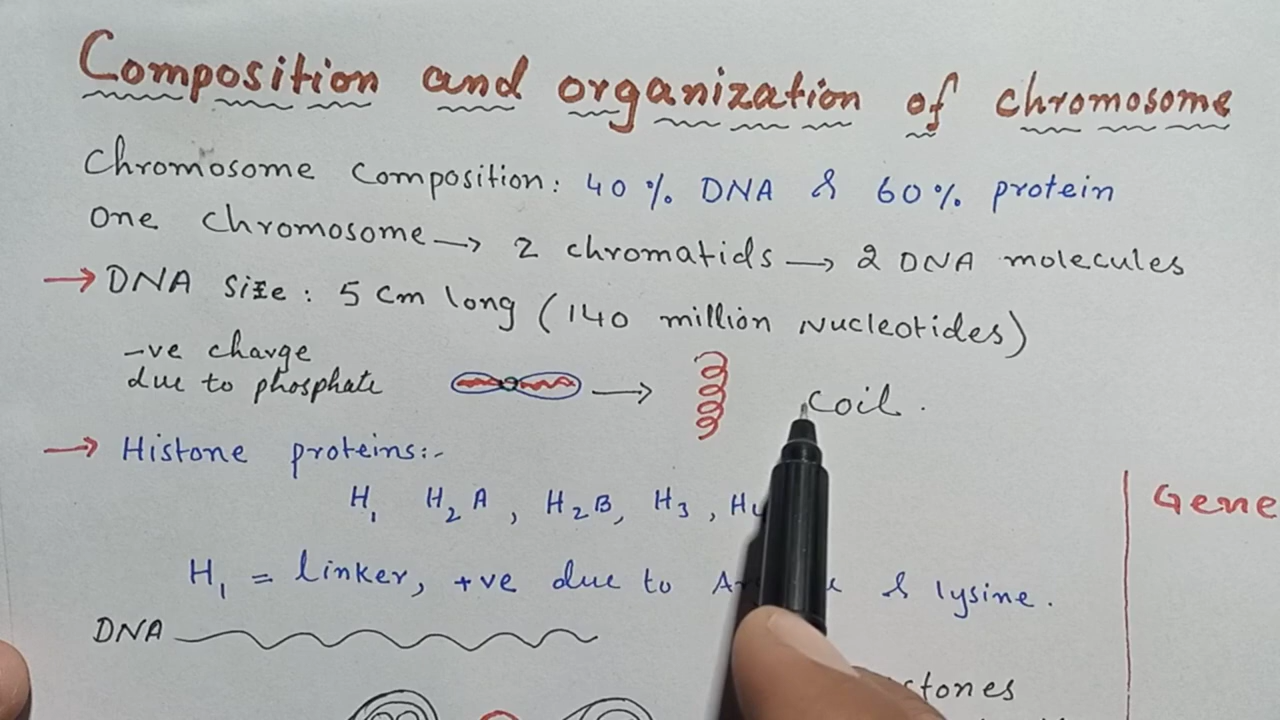 Composition and organization of chromosome
Chromosome Composition: 40% DNA & 60% protein
One Chromosome → 2 chromatids → 2 DNA molecules
→ DNA Size: 5 cm long (140 million Nucleotides)
-ve charge
due to phosphate
→ coil.
→ Histone proteins:-
H1 H2A, H2B, H3, H4
Gene
H1 = linker, +ve due to & lysine.
DNA